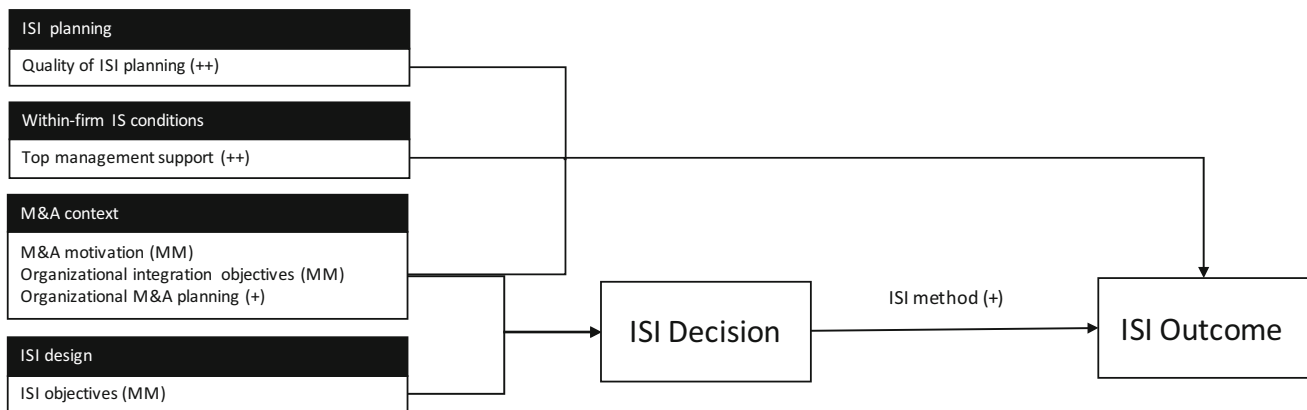 ISI planning
Quality of ISI planning (++)
Within-firm IS conditions
Top management support (++)
M&A context
M&A motivation (MM)
Organizational integration objectives (MM)
Organizational M&A planning (+)
ISI design
ISI objectives (MM)
ISI Decision
ISI method (+)
ISI Outcome